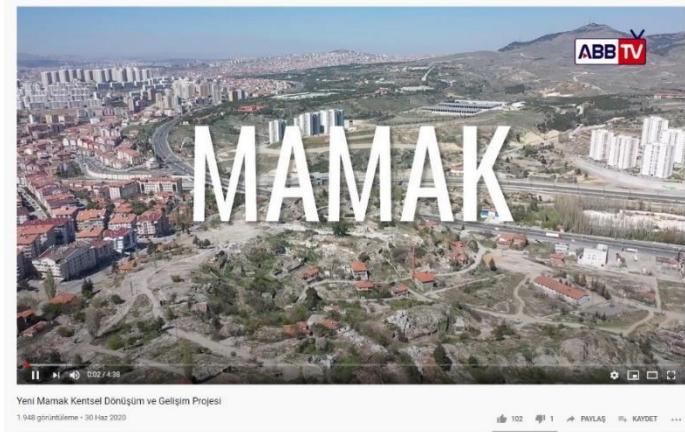 ABB TV
MAMAK
0:02 / 4:38
Yeni Mamak Kentsel Dönüşüm ve Gelişim Projesi
1.948 görüntüleme • 30 Haz 2020
102 1 PAYLAŞ KAYDET ...